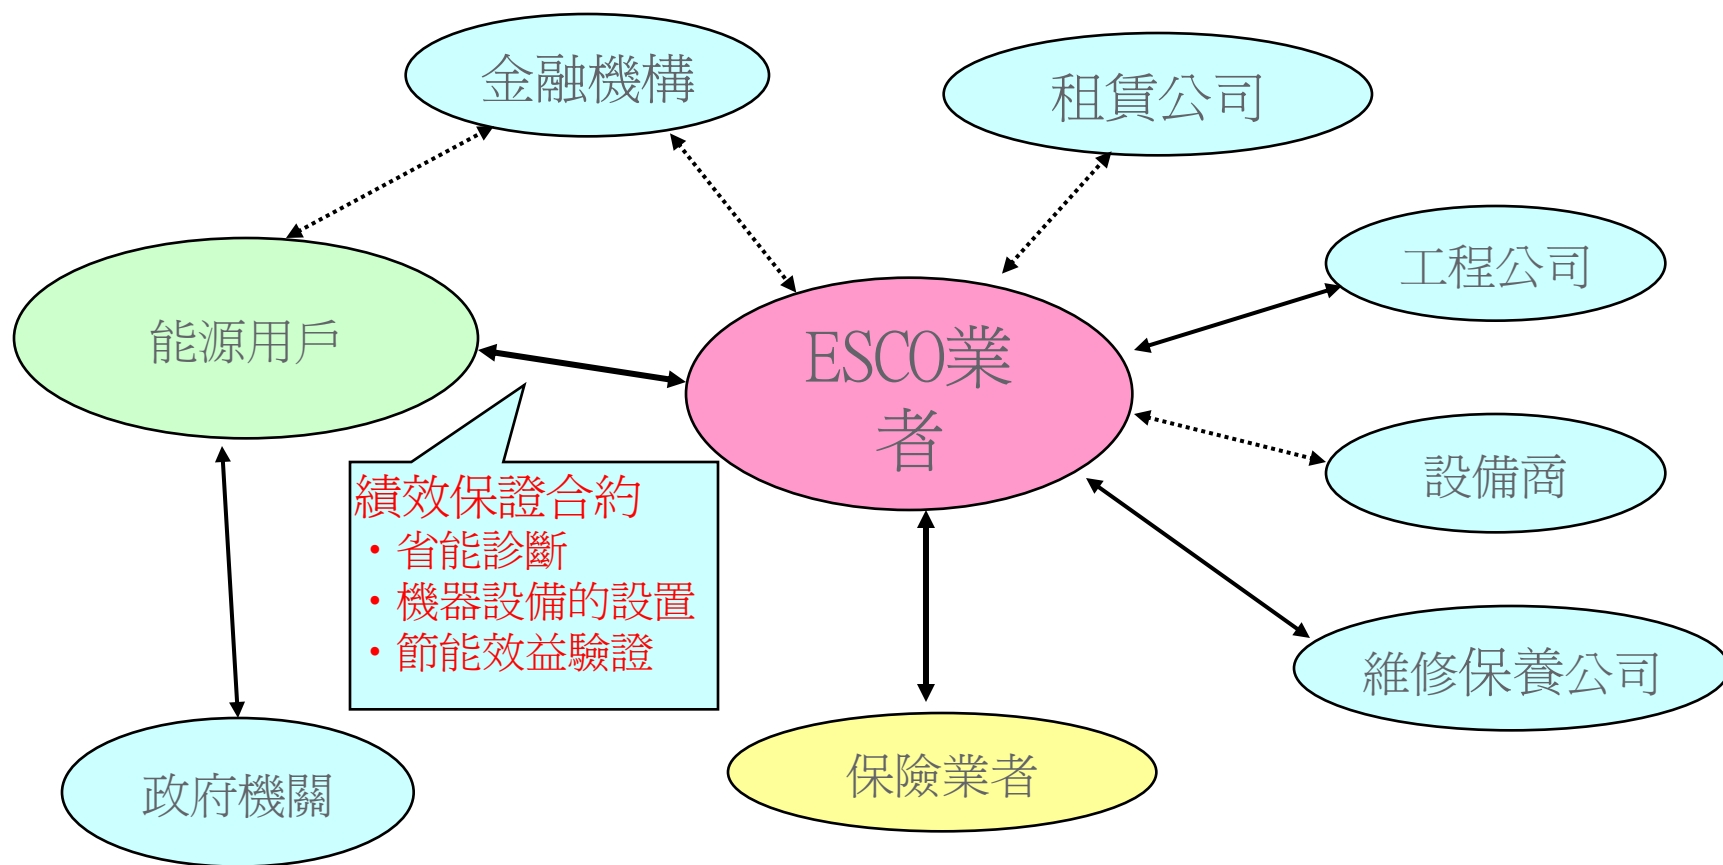 金融機構
租賃公司
工程公司
能源用戶
ESCO業
者
設備商
績效保證合約
・省能診斷
・機器設備的設置
・節能效益驗證
維修保養公司
保險業者
政府機關